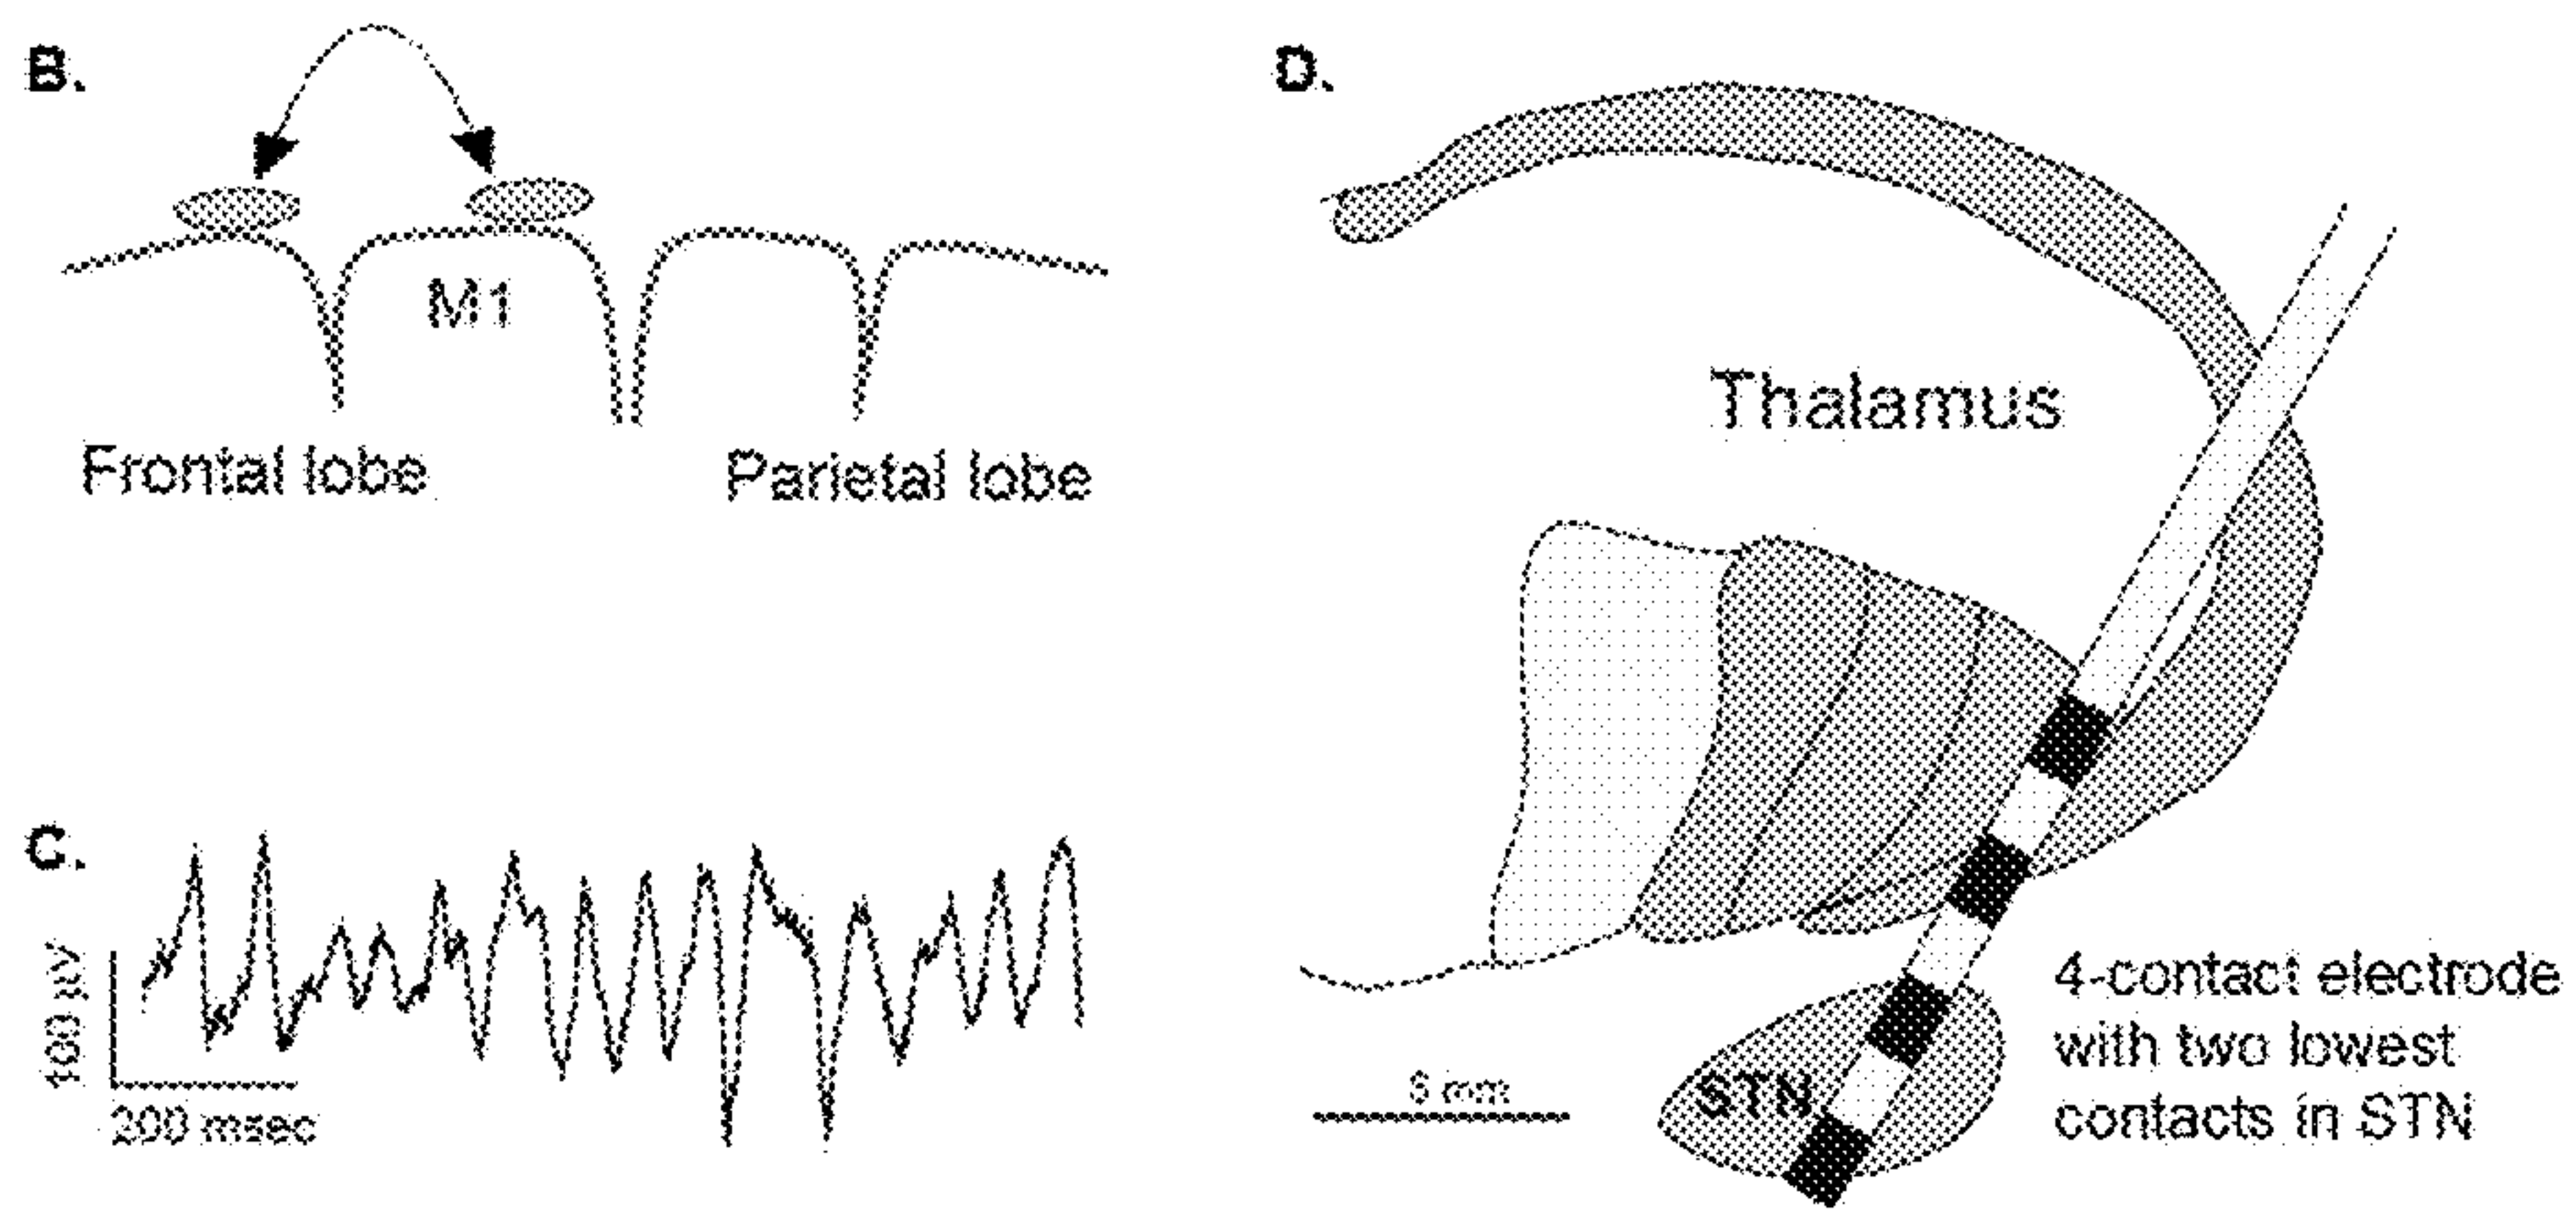 B.
M1
Frontal lobe
Parietal lobe
C.
100 µV
200 msec
D.
Thalamus
STN
mm
4-contact electrode
with two lowest
contacts in STN